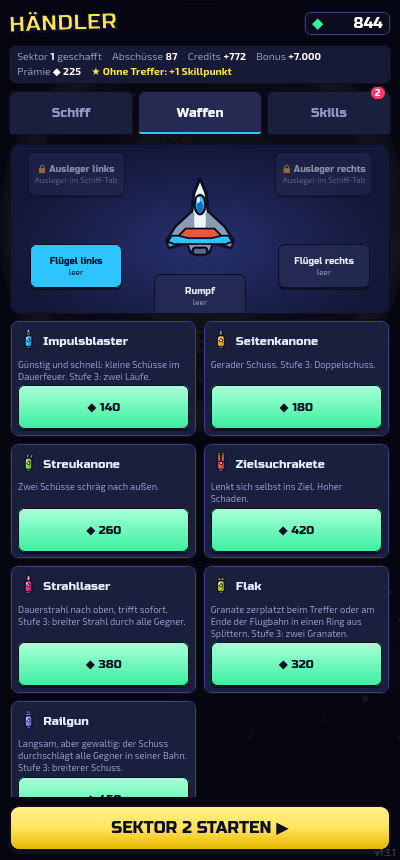 HÄNDLER
◆ 844
Sektor 1 geschafft Abschüsse 87 Credits +772 Bonus +7.000
Prämie ◆ 225 ★ Ohne Treffer: +1 Skillpunkt
Schiff
Waffen
Skills
2
Ausleger links
Ausleger im Schiff-Tab
Ausleger rechts
Ausleger im Schiff-Tab
Flügel links
leer
Flügel rechts
leer
Rumpf
leer
Impulsblaster
Günstig und schnell: kleine Schüsse im
Dauerfeuer. Stufe 3: zwei Läufe.
◆ 140
Seitenkanone
Gerader Schuss. Stufe 3: Doppelschuss.
◆ 180
Streukanone
Zwei Schüsse schräg nach außen.
◆ 260
Zielsuchrakete
Lenkt sich selbst ins Ziel. Hoher
Schaden.
◆ 420
Strahllaser
Dauerstrahl nach oben, trifft sofort.
Stufe 3: breiter Strahl durch alle Gegner.
◆ 380
Flak
Granate zerplatzt beim Treffer oder am
Ende der Flugbahn in einen Ring aus
Splittern. Stufe 3: zwei Granaten.
◆ 320
Railgun
Langsam, aber gewaltig: der Schuss
durchschlägt alle Gegner in seiner Bahn.
Stufe 3: breiterer Schuss.
SEKTOR 2 STARTEN ▶
v1.3.1